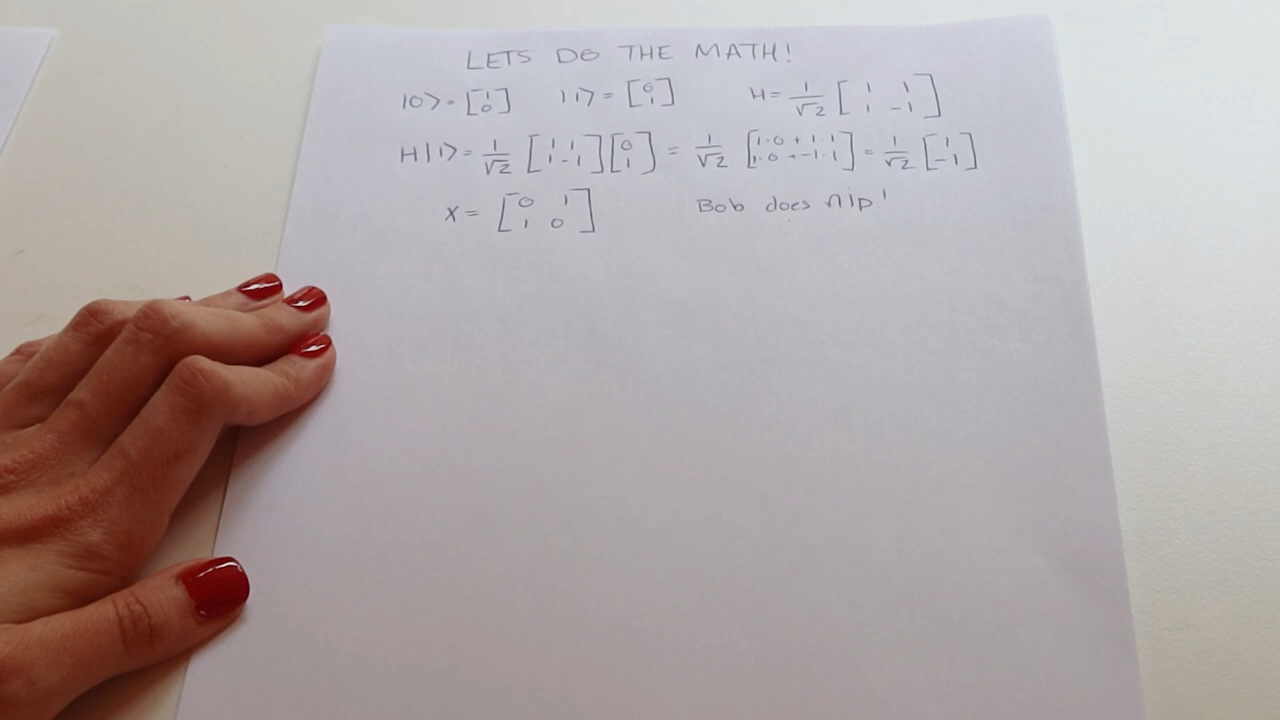 LETS DO THE MATH!
|0> = [1 0] |1> = [0 1] H = 1/√2 [1 1 1 -1]
H|1> = 1/√2 [1 1 1 -1] [0 1] = 1/√2 [1·0 + 1·1 1·0 + -1·1] = 1/√2 [1 -1]
X = [0 1 1 0] Bob does flip!